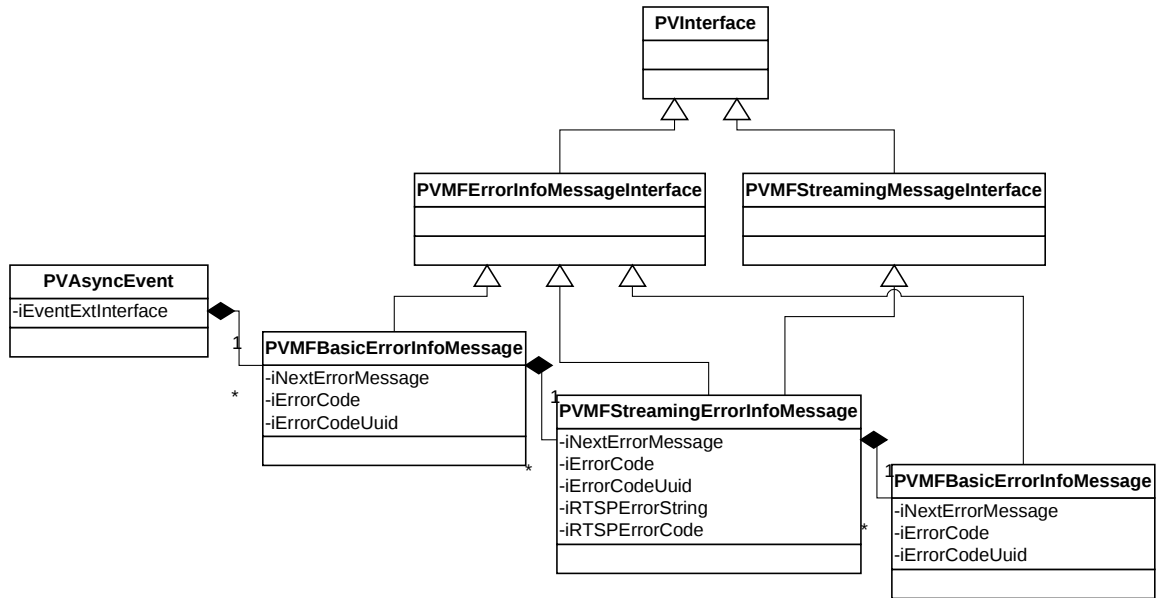 PVInterface
PVMFErrorInfoMessageInterface
PVMFStreamingMessageInterface
PVAsyncEvent
-iEventExtInterface
1
*
PVMFBasicErrorInfoMessage
-iNextErrorMessage
-iErrorCode
-iErrorCodeUuid
1
*
PVMFStreamingErrorInfoMessage
-iNextErrorMessage
-iErrorCode
-iErrorCodeUuid
-iRTSPErrorString
-iRTSPErrorCode
1
*
PVMFBasicErrorInfoMessage
-iNextErrorMessage
-iErrorCode
-iErrorCodeUuid